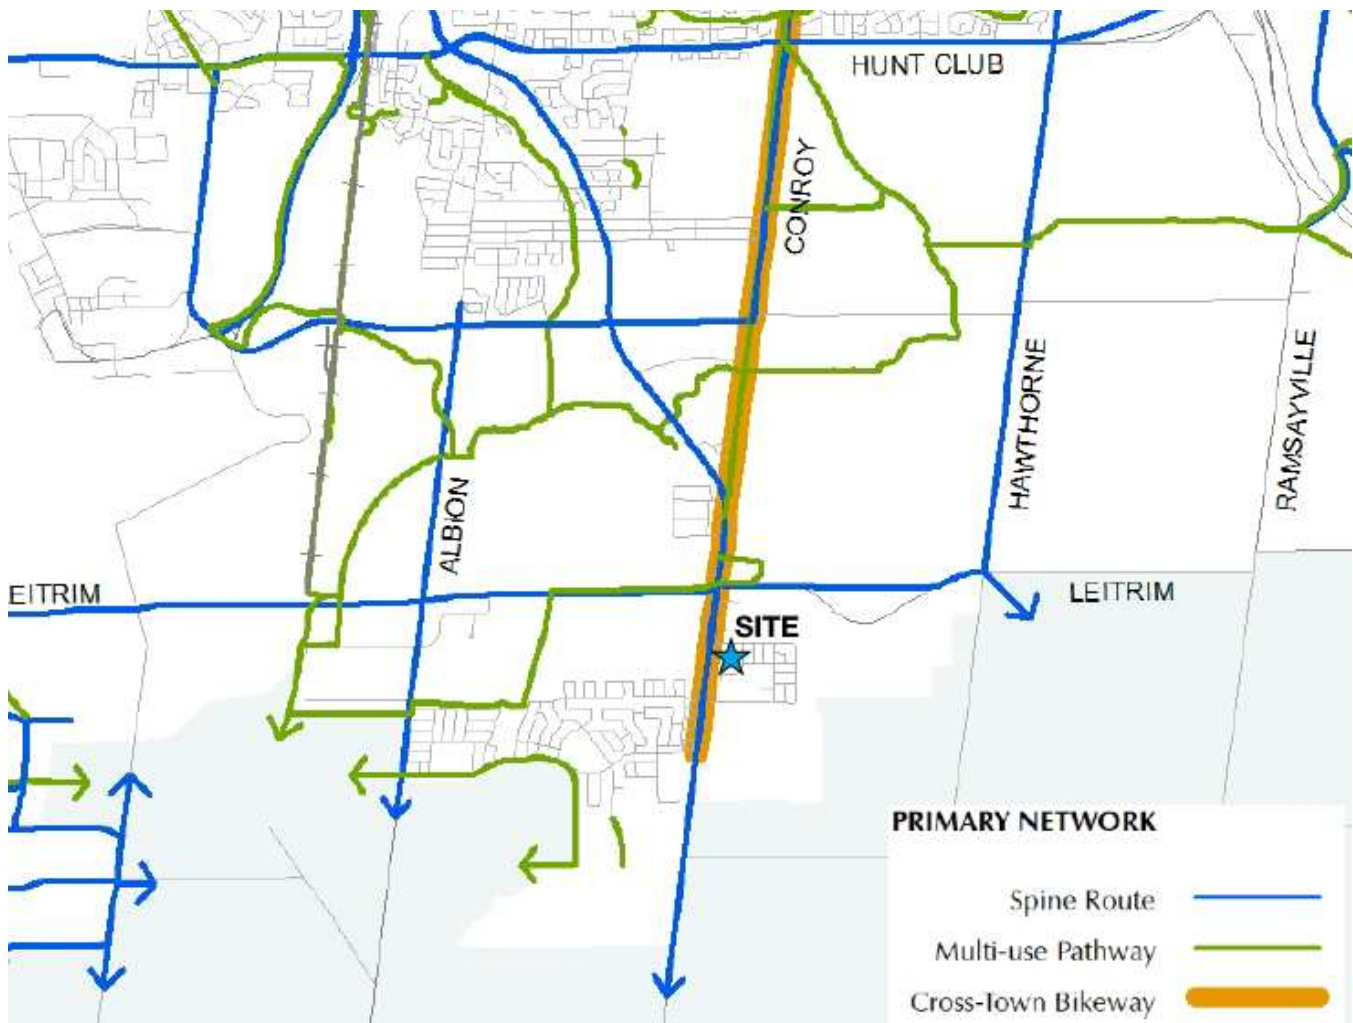 HUNT CLUB
CONROY
HAWTHORNE
RAMSAYVILLE
ALBION
EITRIM
LEITRIM
SITE
PRIMARY NETWORK
Spine Route
Multi-use Pathway
Cross-Town Bikeway